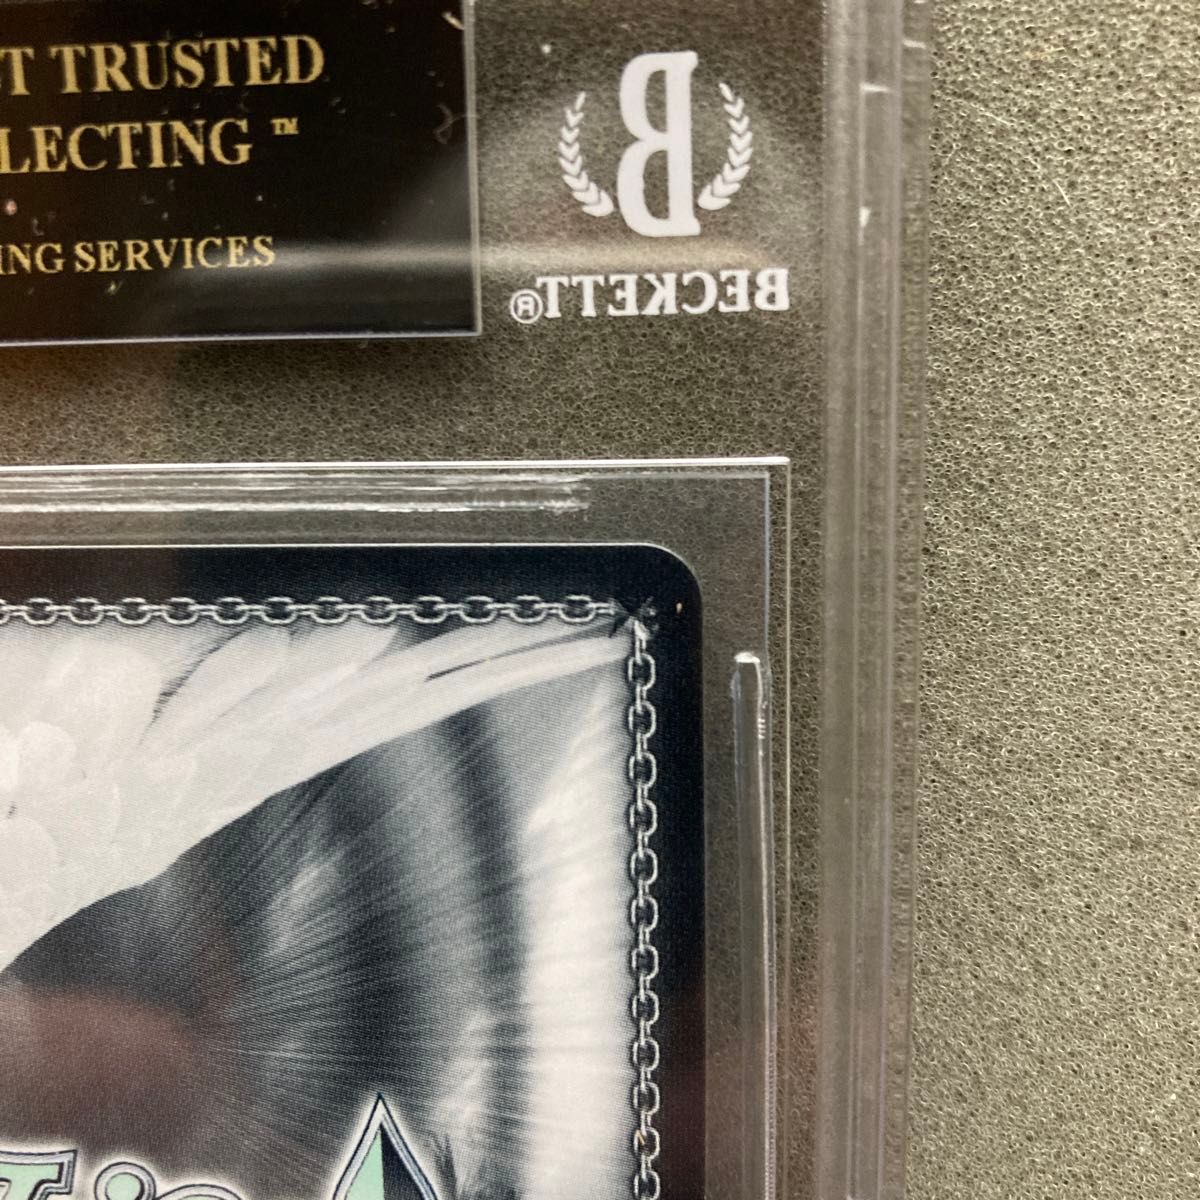 T TRUSTED
LECTING ™
ING SERVICES
B
BECKETT®